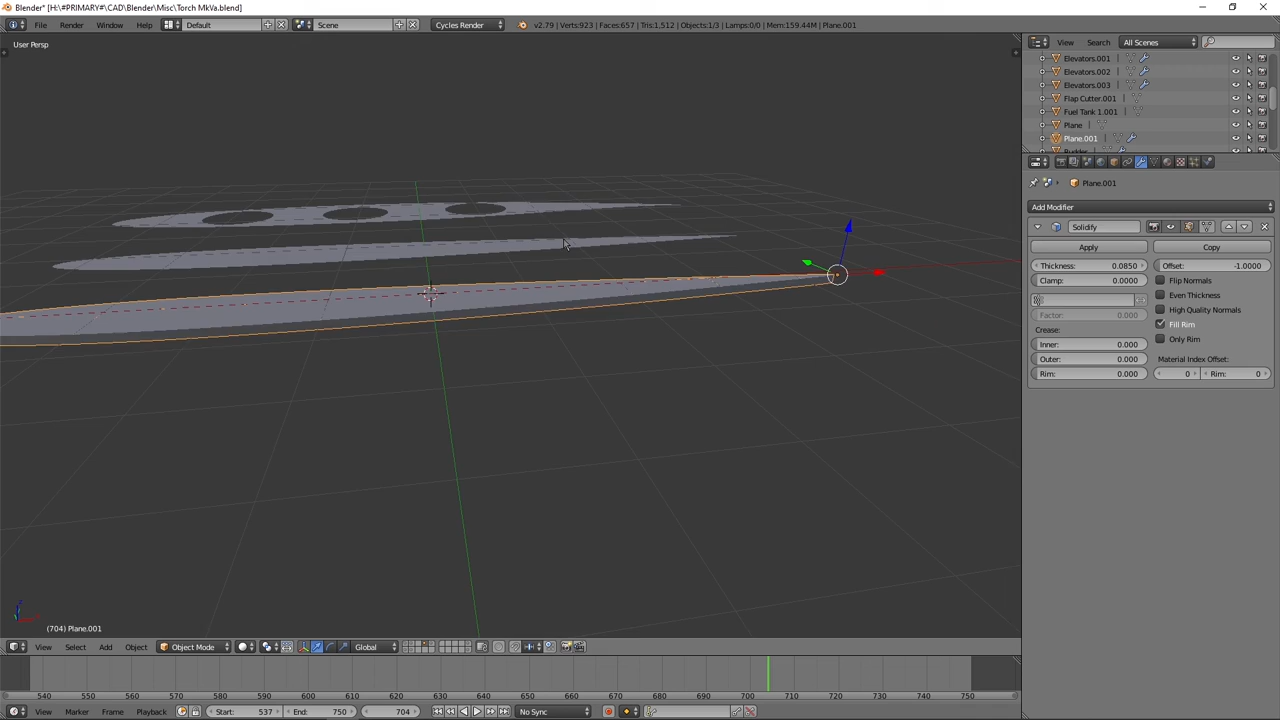 Blender* [H:\#PRIMARY#\CAD\Blender\Misc\Torch MkVa.blend]
File Render Window Help Default Scene Cycles Render v2.79 | Verts:923 | Faces:657 | Tris:1,512 | Objects:1/3 | Lamps:0/0 | Mem:159.44M | Plane.001
User Persp
View Search All Scenes
Elevators.001
Elevators.002
Elevators.003
Flap Cutter.001
Fuel Tank 1.001
Plane
Plane.001
Rudder
Plane.001
Add Modifier
Solidify
Apply Copy
Thickness: 0.0850 Offset: -1.0000
Clamp: 0.0000 Flip Normals
Even Thickness
Factor: 0.000 High Quality Normals
Crease: Fill Rim
Inner: 0.000 Only Rim
Outer: 0.000 Material Index Offset:
Rim: 0.000 0 Rim: 0
(704) Plane.001
View Select Add Object Object Mode Global
540 550 560 570 580 590 600 610 620 630 640 650 660 670 680 690 700 710 720 730 740 750
View Marker Frame Playback Start: 537 End: 750 704 No Sync